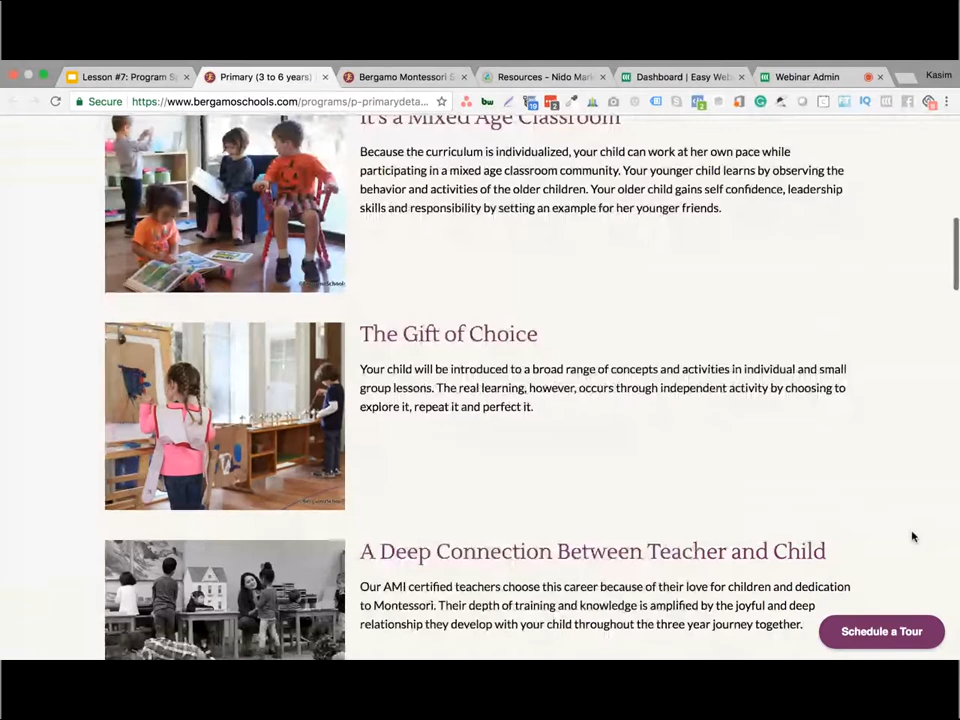 Lesson #7: Program Sp
Primary (3 to 6 years)
Bergamo Montessori S
Resources - Nido Mark
Dashboard | Easy Web
Webinar Admin
Kasim
Secure
https://www.bergamoschools.com/programs/p-primarydeta
It's a Mixed Age Classroom
Because the curriculum is individualized, your child can work at her own pace while
participating in a mixed age classroom community. Your younger child learns by observing the
behavior and activities of the older children. Your older child gains self confidence, leadership
skills and responsibility by setting an example for her younger friends.
The Gift of Choice
Your child will be introduced to a broad range of concepts and activities in individual and small
group lessons. The real learning, however, occurs through independent activity by choosing to
explore it, repeat it and perfect it.
A Deep Connection Between Teacher and Child
Our AMI certified teachers choose this career because of their love for children and dedication
to Montessori. Their depth of training and knowledge is amplified by the joyful and deep
relationship they develop with your child throughout the three year journey together.
Schedule a Tour